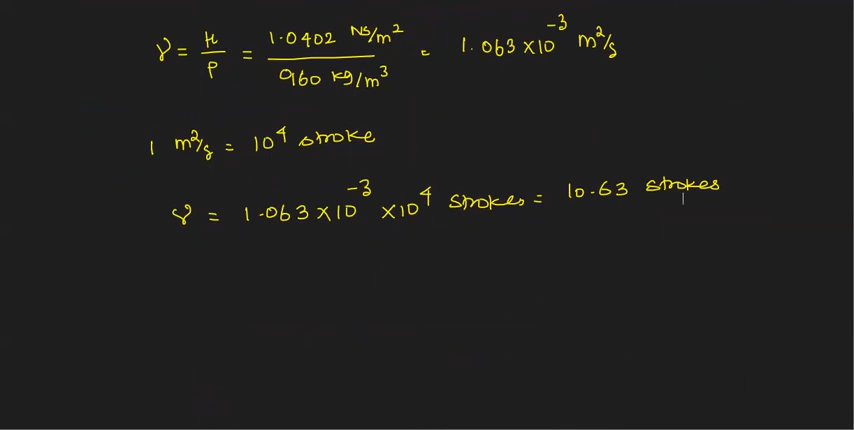 ν = μ/ρ = 1.0402 NS/m² / 960 kg/m³ = 1.063 × 10⁻³ m²/s
1 m²/s = 10⁴ stroke
ν = 1.063 × 10⁻³ × 10⁴ strokes = 10.63 strokes